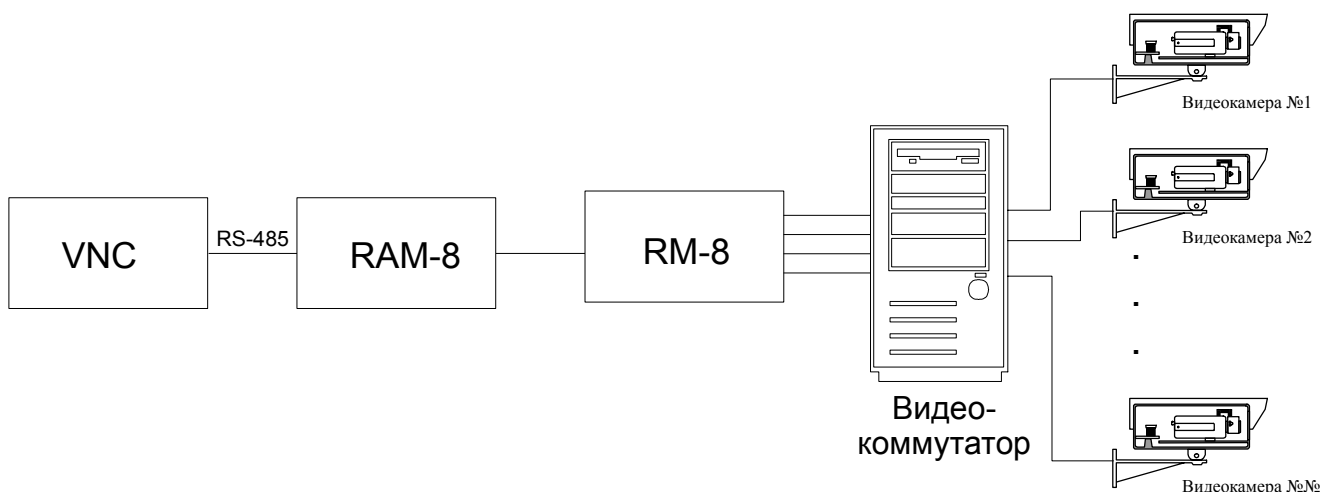 Видеокамера №1
VNC
RS-485
RAM-8
RM-8
Видеокамера №2
Видео-
коммутатор
Видеокамера №№